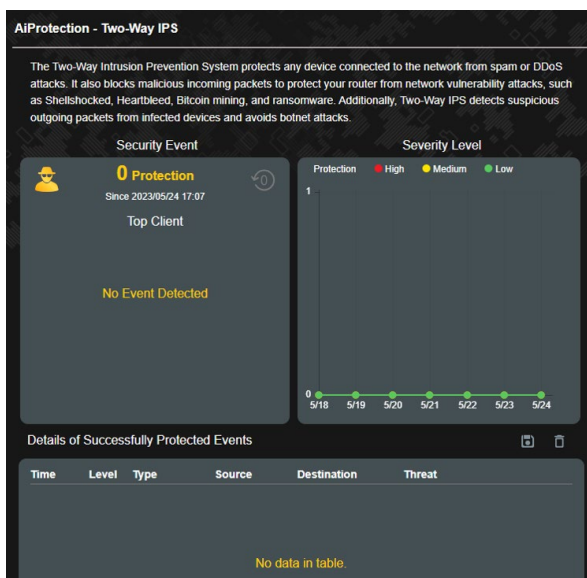 AiProtection - Two-Way IPS
The Two-Way Intrusion Prevention System protects any device connected to the network from spam or DDoS
attacks. It also blocks malicious incoming packets to protect your router from network vulnerability attacks, such
as Shellshocked, Heartbleed, Bitcoin mining, and ransomware. Additionally, Two-Way IPS detects suspicious
outgoing packets from infected devices and avoids botnet attacks.
Security Event
0 Protection
0
Since 2023/05/24 17:07
Top Client
No Event Detected
Severity Level
Protection High Medium Low
1
0
5/18 5/19 5/20 5/21 5/22 5/23 5/24
Details of Successfully Protected Events
Time Level Type Source Destination Threat
No data in table.